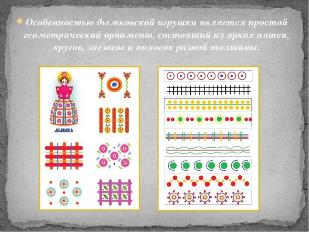 Особенностью дымковской игрушки является простой
геометрический орнамент, состоящий из ярких пятен,
кругов, зигзагов и полосок разной толщины.